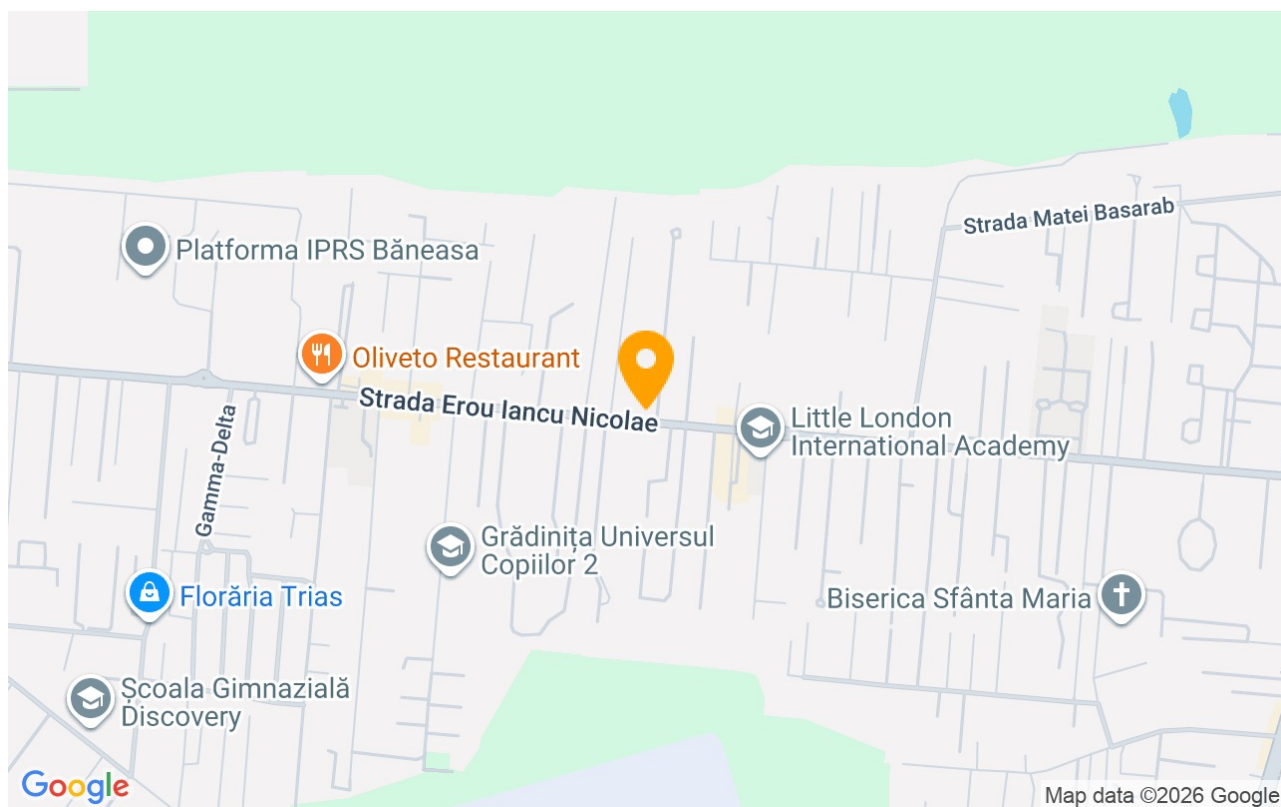 Strada Matei Basarab
Platforma IPRS Băneasa
Oliveto Restaurant
Strada Erou Iancu Nicolae
Little London
International Academy
Gamma-Delta
Grădinița Universul
Copiilor 2
Florăria Trias
Biserica Sfânta Maria
Școala Gimnazială
Discovery
Google
Map data ©2026 Google